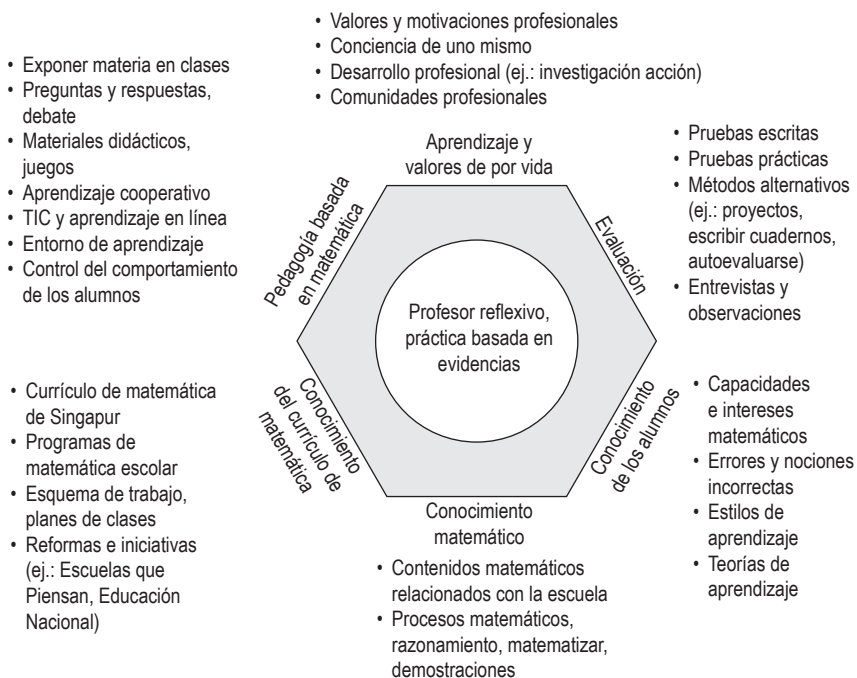 • Valores y motivaciones profesionales
• Conciencia de uno mismo
• Desarrollo profesional (ej.: investigación acción)
• Comunidades profesionales
Aprendizaje y
valores de por vida
• Exponer materia en clases
• Preguntas y respuestas,
debate
• Materiales didácticos,
juegos
• Aprendizaje cooperativo
• TIC y aprendizaje en línea
• Entorno de aprendizaje
• Control del comportamiento
de los alumnos
Pedagogía basada
en matemática
Evaluación
• Pruebas escritas
• Pruebas prácticas
• Métodos alternativos
(ej.: proyectos,
escribir cuadernos,
autoevaluarse)
• Entrevistas y
observaciones
Profesor reflexivo,
práctica basada en
evidencias
• Currículo de matemática
de Singapur
• Programas de
matemática escolar
• Esquema de trabajo,
planes de clases
• Reformas e iniciativas
(ej.: Escuelas que
Piensan, Educación
Nacional)
Conocimiento
del currículo de
matemática
Conocimiento
de los alumnos
• Capacidades
e intereses
matemáticos
• Errores y nociones
incorrectas
• Estilos de
aprendizaje
• Teorías de
aprendizaje
Conocimiento
matemático
• Contenidos matemáticos
relacionados con la escuela
• Procesos matemáticos,
razonamiento, matematizar,
demostraciones